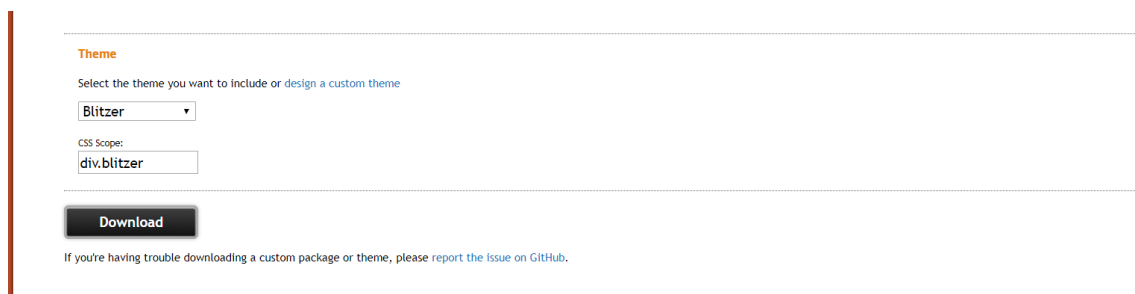 Theme
Select the theme you want to include or design a custom theme
Blitzer
CSS Scope:
div.blitzer
Download
If you're having trouble downloading a custom package or theme, please report the issue on GitHub.